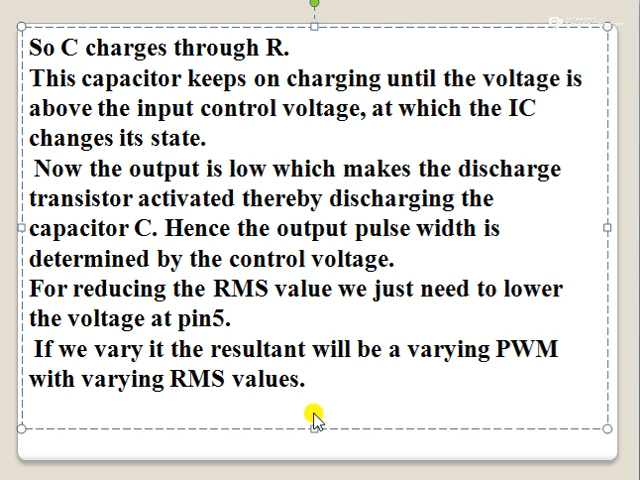 So C charges through R.
This capacitor keeps on charging until the voltage is
above the input control voltage, at which the IC
changes its state.
Now the output is low which makes the discharge
transistor activated thereby discharging the
capacitor C. Hence the output pulse width is
determined by the control voltage.
For reducing the RMS value we just need to lower
the voltage at pin5.
If we vary it the resultant will be a varying PWM
with varying RMS values.